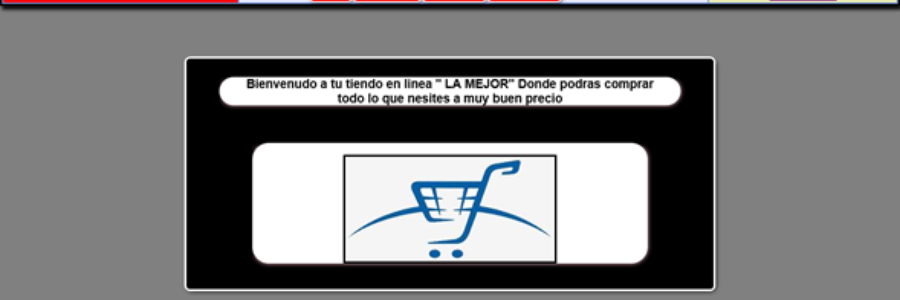 Bienvenudo a tu tiendo en linea " LA MEJOR" Donde podras comprar
todo lo que nesites a muy buen precio